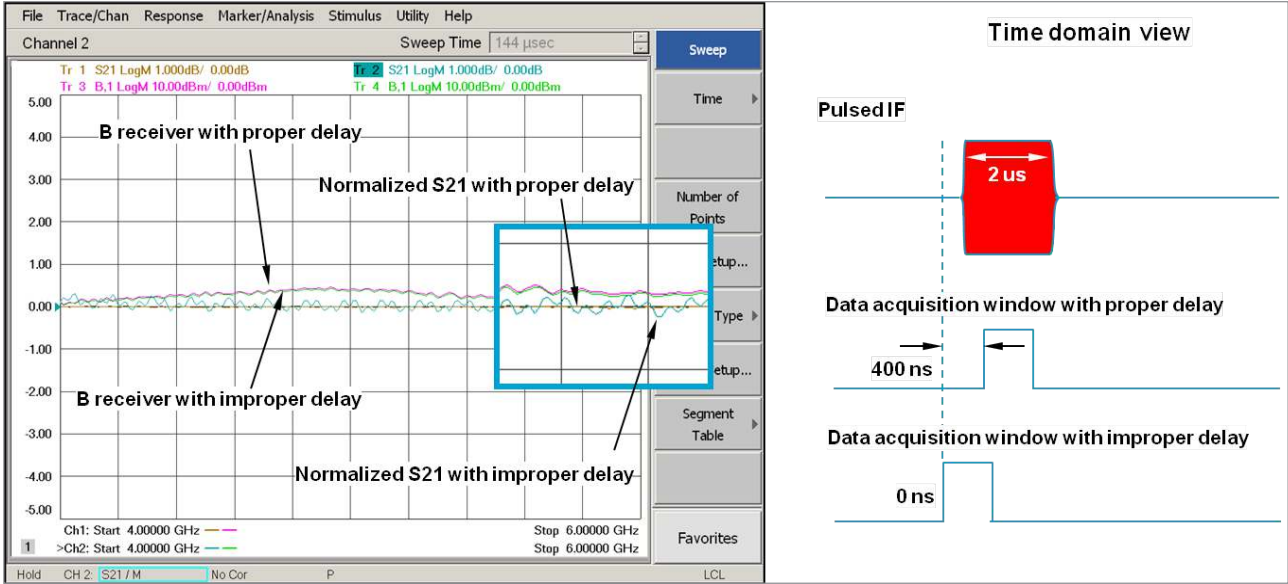 File Trace/Chan Response Marker/Analysis Stimulus Utility Help
Channel 2
Sweep Time 144 µsec
Tr 1 S21 LogM 1.000dB/ 0.00dB
Tr 2 S21 LogM 1.000dB/ 0.00dB
Tr 3 B,1 LogM 10.00dBm/ 0.00dBm
Tr 4 B,1 LogM 10.00dBm/ 0.00dBm
5.00
4.00
3.00
2.00
1.00
0.00
-1.00
-2.00
-3.00
-4.00
-5.00
B receiver with proper delay
Normalized S21 with proper delay
B receiver with improper delay
Normalized S21 with improper delay
Ch1: Start 4.00000 GHz
Stop 6.00000 GHz
1
>Ch2: Start 4.00000 GHz
Stop 6.00000 GHz
Hold CH 2: S21 / M No Cor P LCL
Sweep
Time
Number of
Points
etup...
Type
etup...
Segment
Table
Favorites
Time domain view
Pulsed IF
2 us
Data acquisition window with proper delay
400 ns
Data acquisition window with improper delay
0 ns